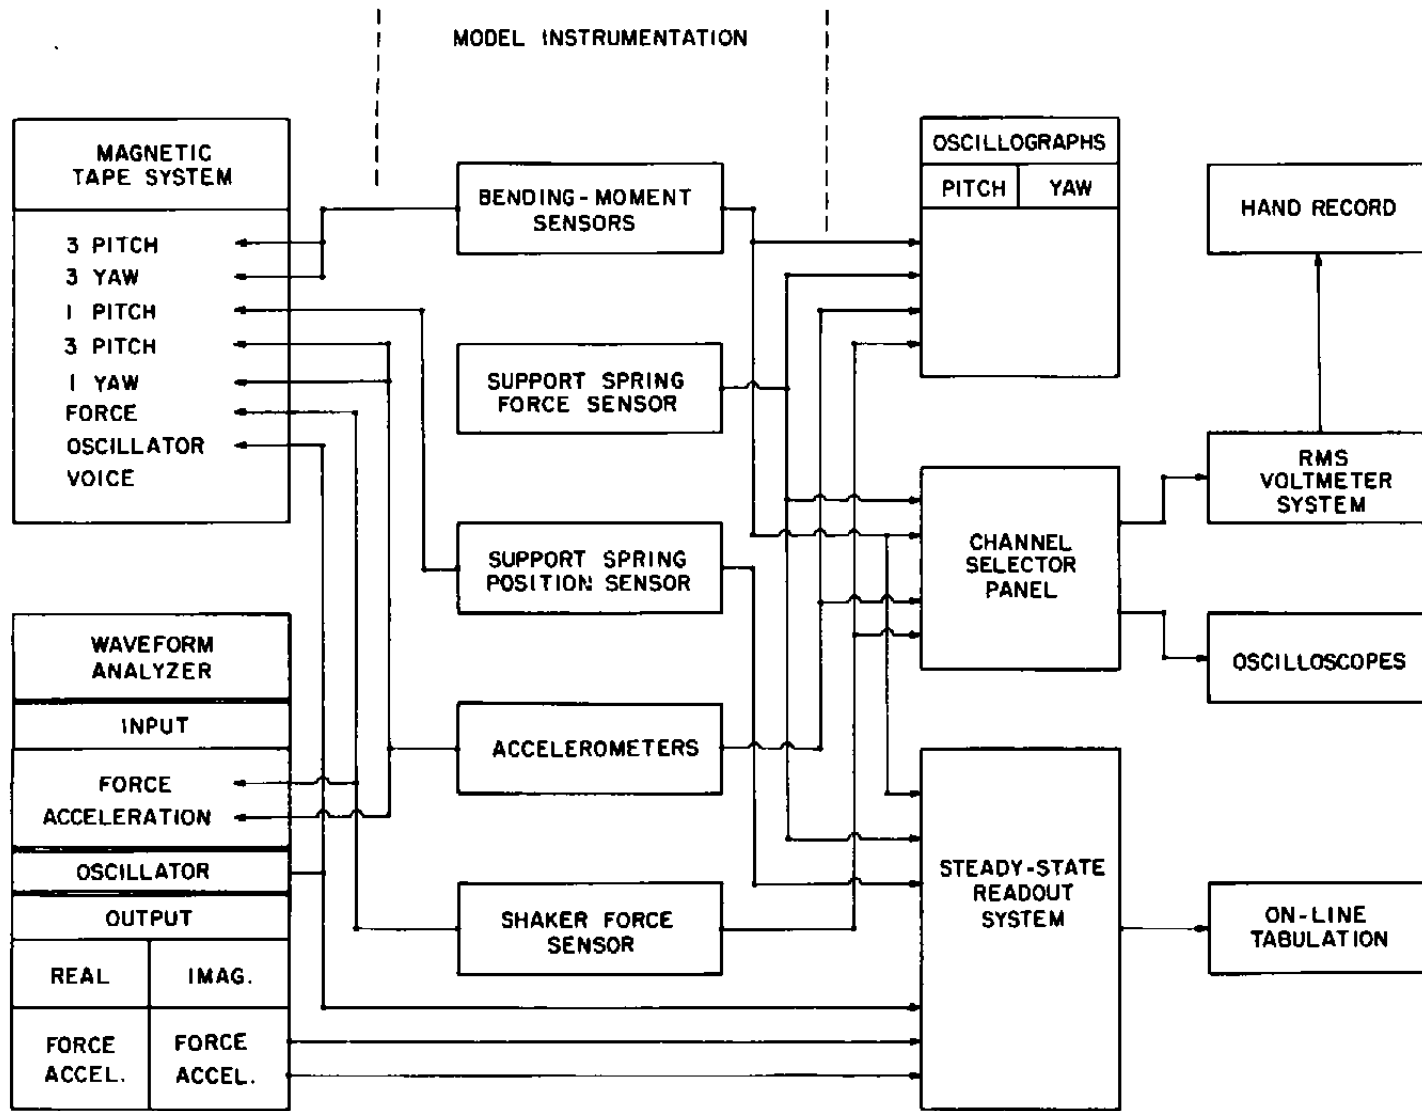 MODEL INSTRUMENTATION
MAGNETIC
TAPE SYSTEM
3 PITCH
3 YAW
1 PITCH
3 PITCH
1 YAW
FORCE
OSCILLATOR
VOICE
WAVEFORM
ANALYZER
INPUT
FORCE
ACCELERATION
OSCILLATOR
OUTPUT
REAL
IMAG.
FORCE
ACCEL.
FORCE
ACCEL.
BENDING-MOMENT
SENSORS
SUPPORT SPRING
FORCE SENSOR
SUPPORT SPRING
POSITION SENSOR
ACCELEROMETERS
SHAKER FORCE
SENSOR
OSCILLOGRAPHS
PITCH
YAW
CHANNEL
SELECTOR
PANEL
STEADY-STATE
READOUT
SYSTEM
HAND RECORD
RMS
VOLTMETER
SYSTEM
OSCILLOSCOPES
ON-LINE
TABULATION